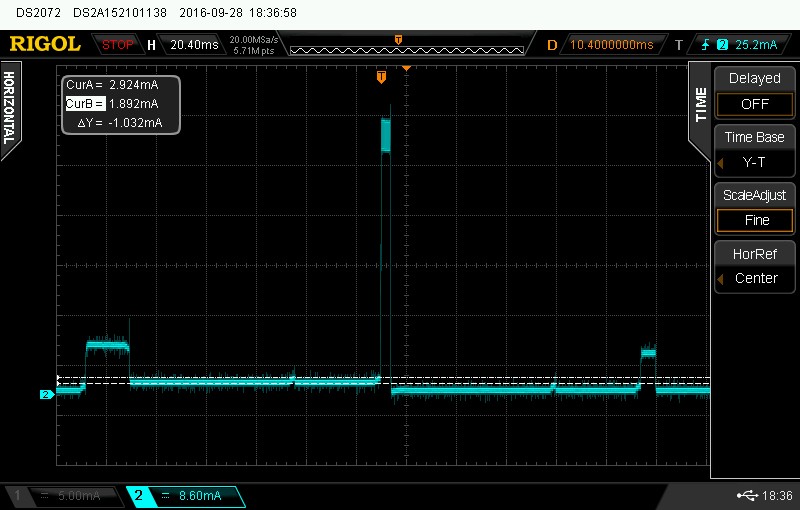 DS2072 DS2A152101138 2016-09-28 18:36:58
RIGOL STOP H 20.40ms 20.00MSa/s 5.71M pts T D 10.4000000ms T 2 25.2mA
HORIZONTAL
CurA = 2.924mA
CurB = 1.892mA
ΔY = -1.032mA
T
2
TIME
Delayed
OFF
Time Base
Y-T
ScaleAdjust
Fine
HorRef
Center
1 = 5.00mA 2 = 8.60mA 18:36